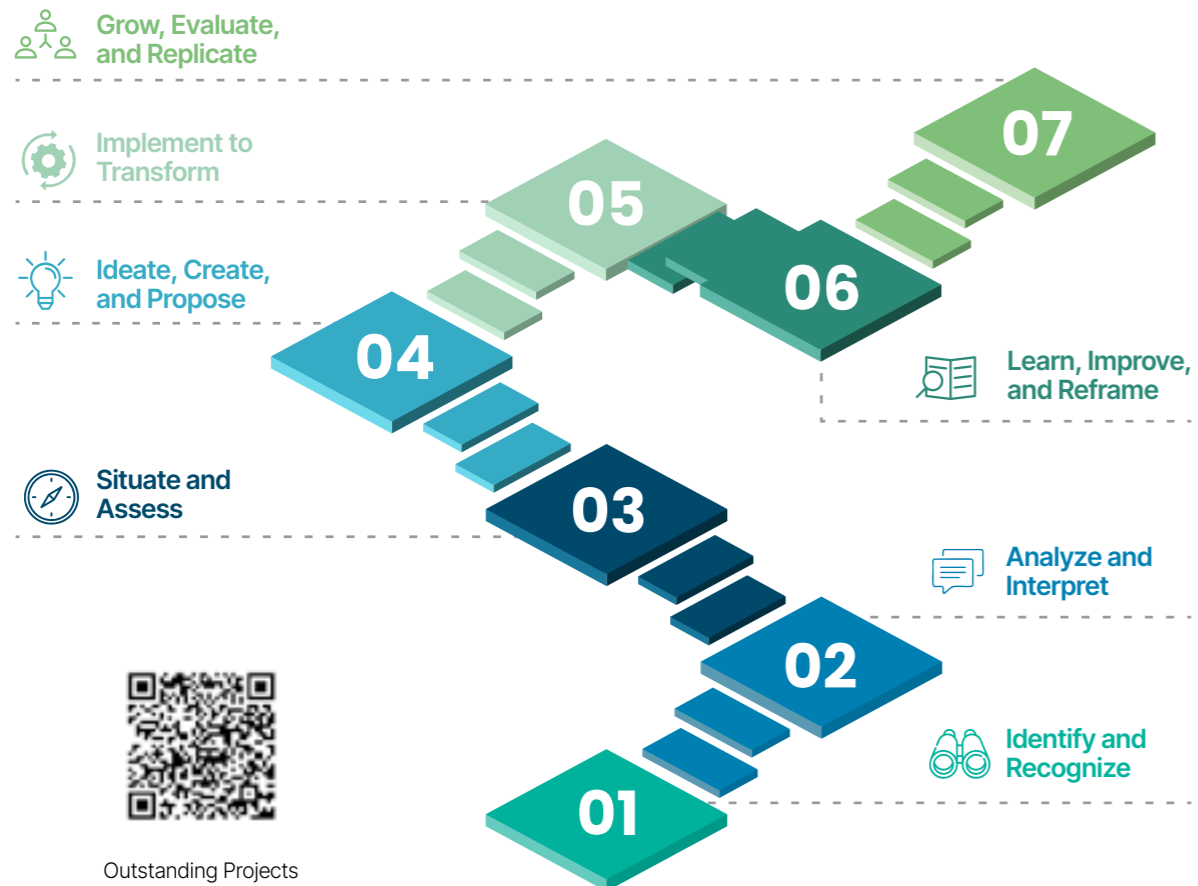 Grow, Evaluate,
and Replicate
07
Implement to
Transform
05
Ideate, Create,
and Propose
06
04
Learn, Improve,
and Reframe
Situate and
Assess
03
Analyze and
Interpret
02
Identify and
Recognize
01
Outstanding Projects